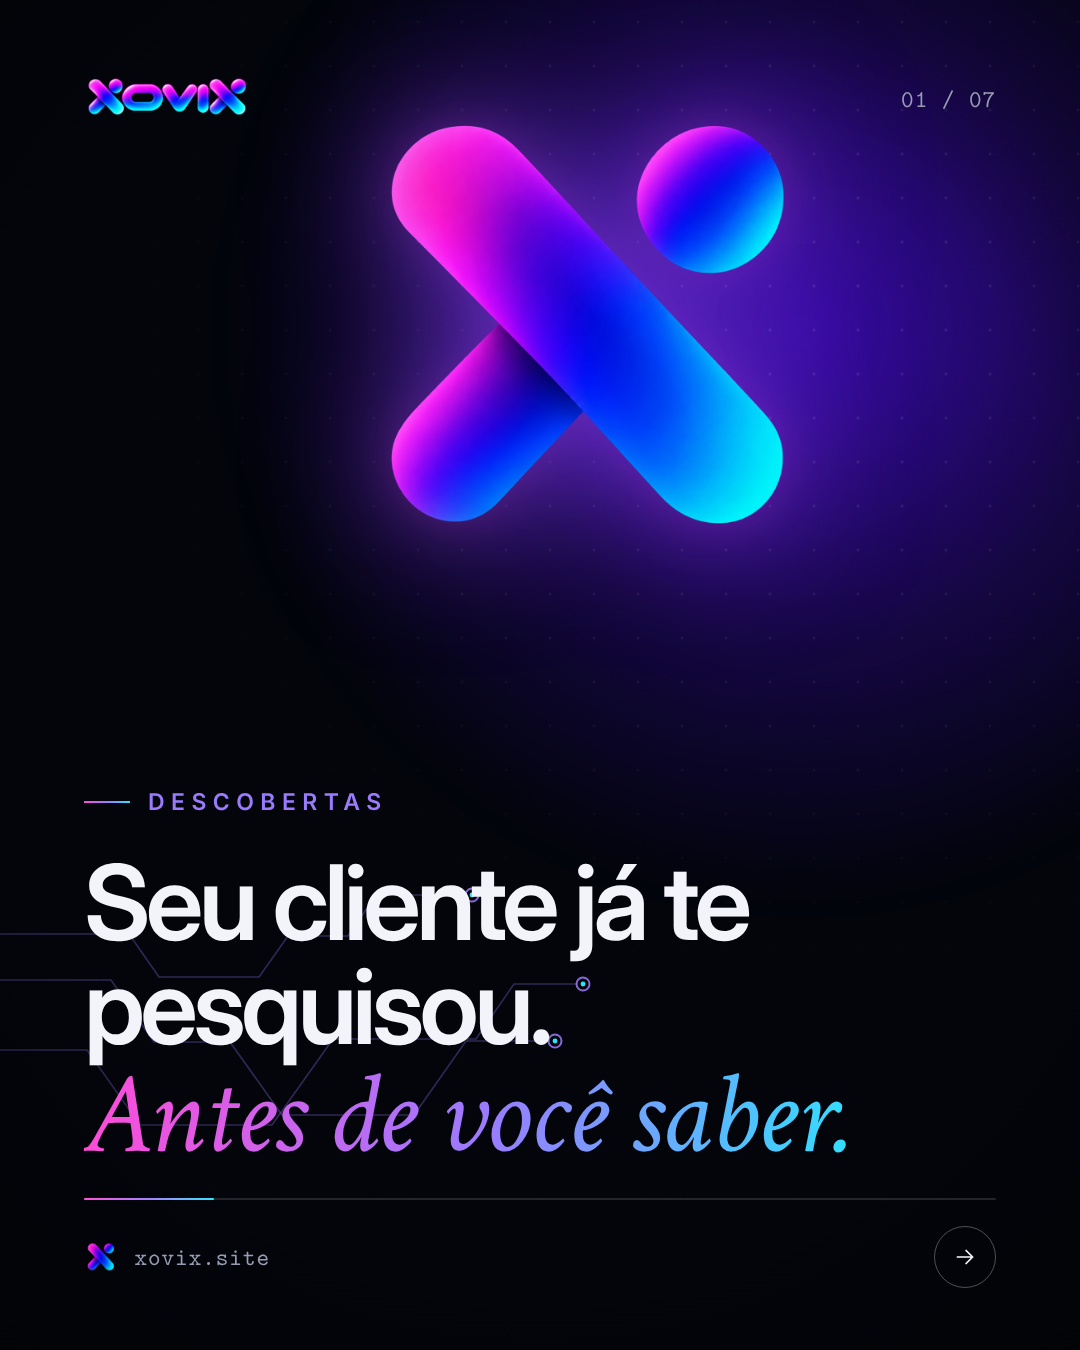 XOVIX
01 / 07
DESCOBERTAS
Seu cliente já te
pesquisou.
Antes de você saber.
xovix.site